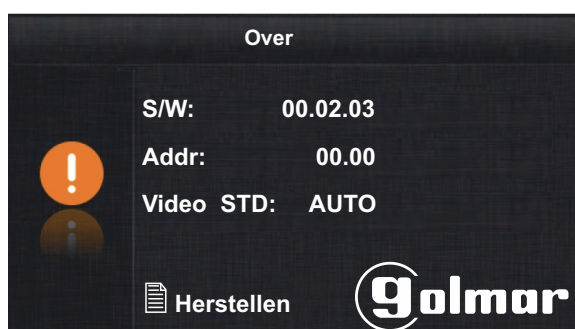 Over
S/W: 00.02.03
Addr: 00.00
Video STD: AUTO
Herstellen
golmar